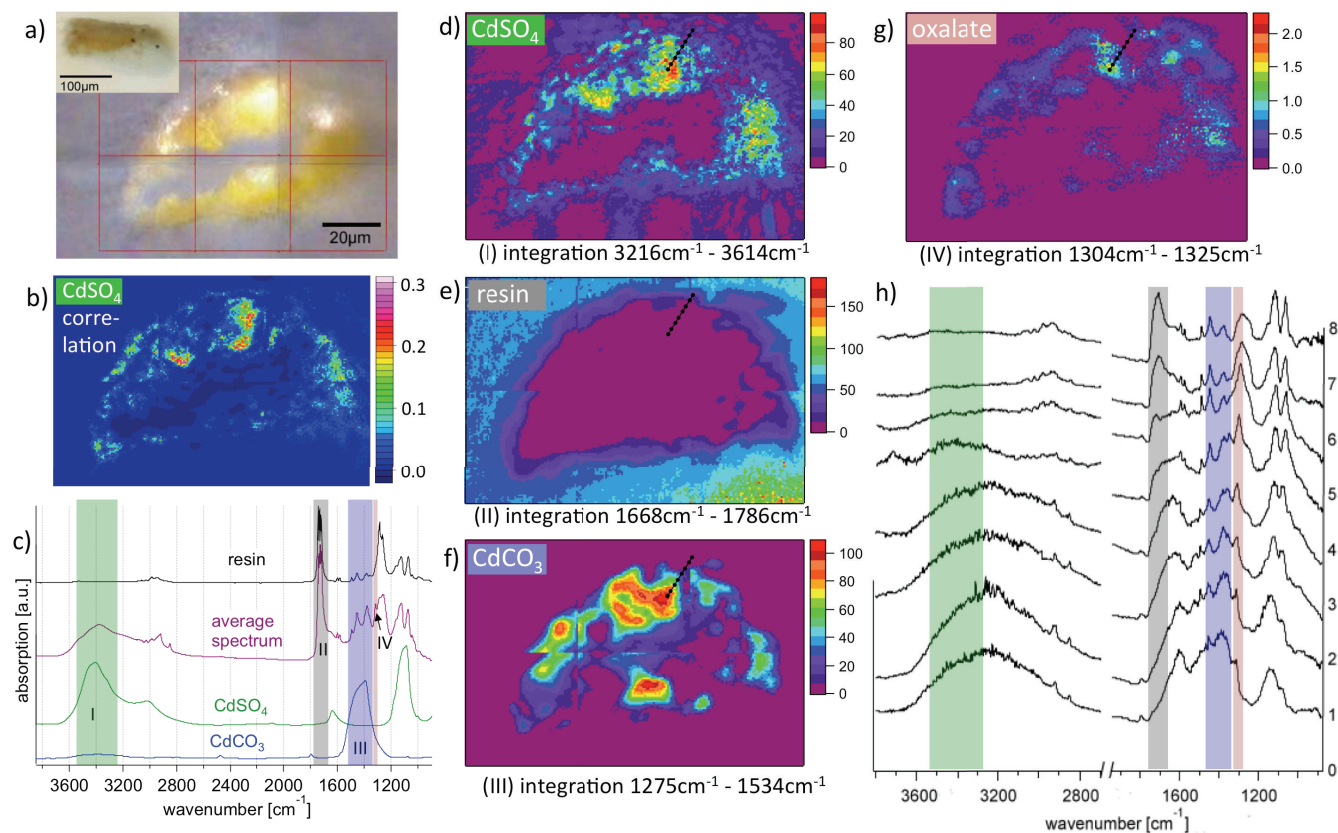 a)
100µm
20µm
b)
CdSO₄
corre-
lation
0.3
0.2
0.1
0.0
c)
absorption [a.u.]
resin
average
spectrum
II
IV
CdSO₄
I
CdCO₃
III
3600 3200 2800 2400 2000 1600 1200
wavenumber [cm⁻¹]
d)
CdSO₄
80
60
40
20
0
(I) integration 3216cm⁻¹ - 3614cm⁻¹
e)
resin
150
100
50
0
(II) integration 1668cm⁻¹ - 1786cm⁻¹
f)
CdCO₃
100
80
60
40
20
0
(III) integration 1275cm⁻¹ - 1534cm⁻¹
g)
oxalate
2.0
1.5
1.0
0.5
0.0
(IV) integration 1304cm⁻¹ - 1325cm⁻¹
h)
8
7
6
5
4
3
2
1
0
3600 3200 2800 1600 1200
wavenumber [cm⁻¹]